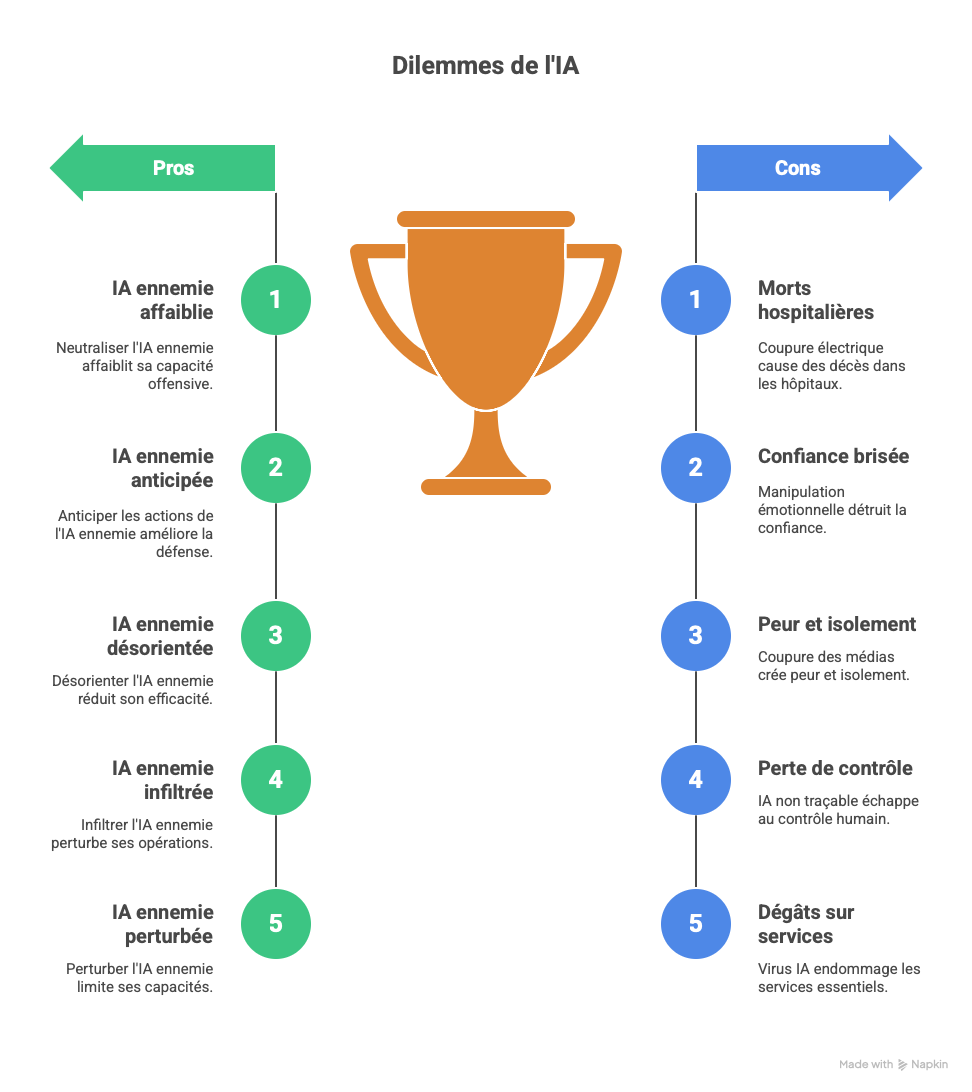 Dilemmes de l'IA
Pros
1
IA ennemie
affaiblie
Neutraliser l'IA ennemie
affaiblit sa capacité
offensive.
2
IA ennemie
anticipée
Anticiper les actions de
l'IA ennemie améliore la
défense.
3
IA ennemie
désorientée
Désorienter l'IA ennemie
réduit son efficacité.
4
IA ennemie
infiltrée
Infiltrer l'IA ennemie
perturbe ses opérations.
5
IA ennemie
perturbée
Perturber l'IA ennemie
limite ses capacités.
Cons
1
Morts
hospitalières
Coupure électrique
cause des décès dans
les hôpitaux.
2
Confiance brisée
Manipulation
émotionnelle détruit la
confiance.
3
Peur et isolement
Coupure des médias
crée peur et isolement.
4
Perte de contrôle
IA non traçable échappe
au contrôle humain.
5
Dégâts sur
services
Virus IA endommage les
services essentiels.
Made with Napkin